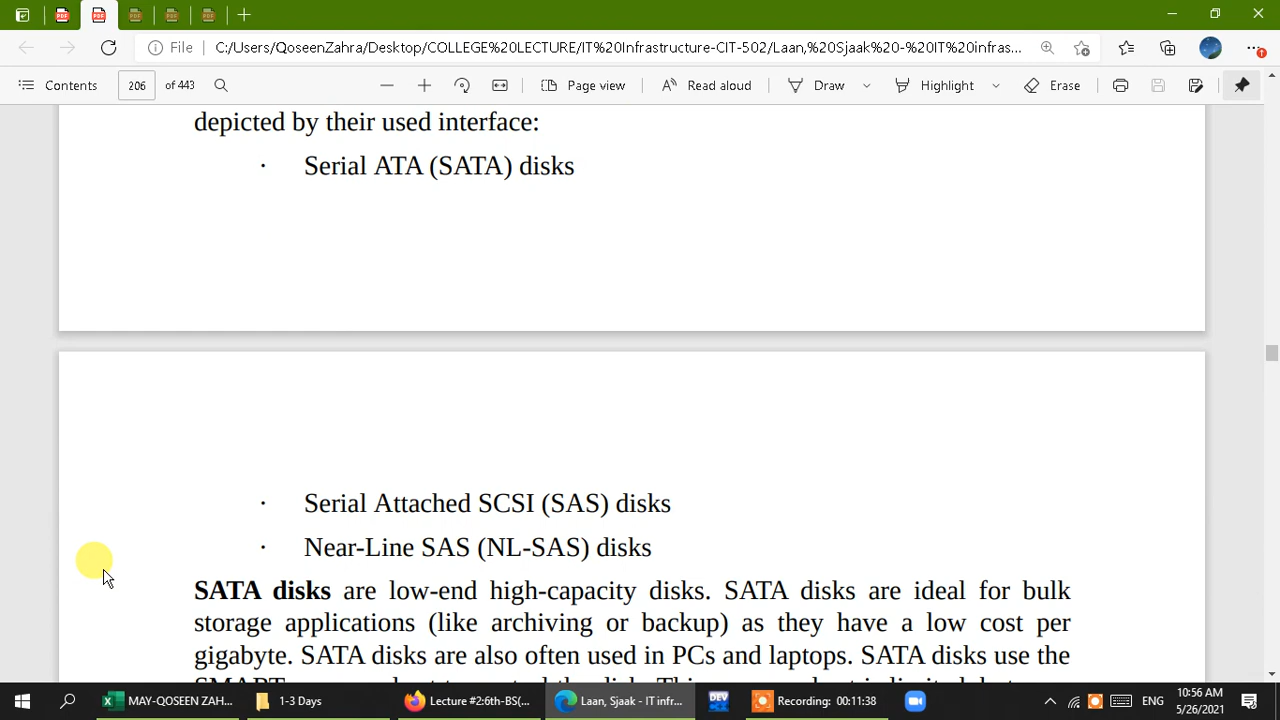 File
C:/Users/QoseenZahra/Desktop/COLLEGE%20LECTURE/IT%20Infrastructure-CIT-502/Laan,%20Sjaak%20-%20IT%20infras...
Contents
206
of 443
Page view
Read aloud
Draw
Highlight
Erase
depicted by their used interface:
· Serial ATA (SATA) disks
· Serial Attached SCSI (SAS) disks
· Near-Line SAS (NL-SAS) disks
SATA disks are low-end high-capacity disks. SATA disks are ideal for bulk
storage applications (like archiving or backup) as they have a low cost per
gigabyte. SATA disks are also often used in PCs and laptops. SATA disks use the
MAY-QOSEEN ZAH...
1-3 Days
Lecture #2:6th-BS(...
Laan, Sjaak - IT infr...
DEV
Recording: 00:11:38
ENG
10:56 AM
5/26/2021